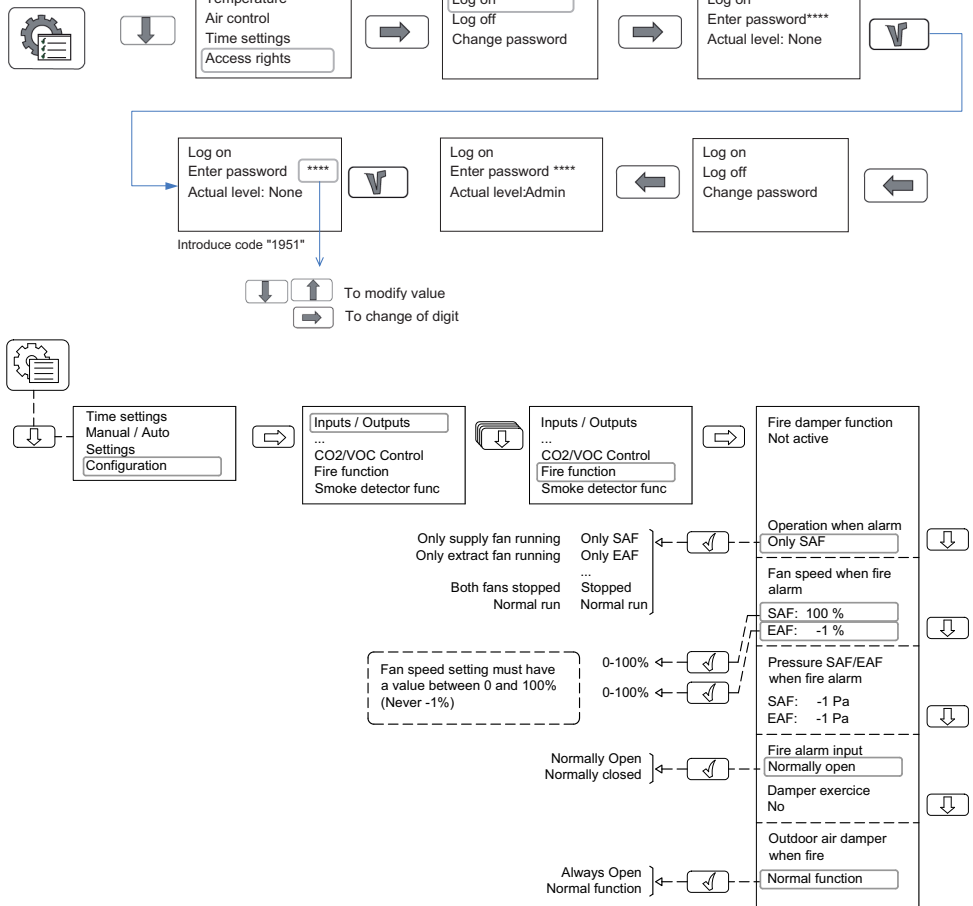 Temperature
Air control
Time settings
Access rights
Log on
Log off
Change password
Log on
Enter password****
Actual level: None
Log on
Enter password ****
Actual level: None
Introduce code "1951"
Log on
Enter password ****
Actual level:Admin
Log on
Log off
Change password
To modify value
To change of digit
Time settings
Manual / Auto
Settings
Configuration
Inputs / Outputs
...
CO2/VOC Control
Fire function
Smoke detector func
Inputs / Outputs
...
CO2/VOC Control
Fire function
Smoke detector func
Fire damper function
Not active
Operation when alarm
Only SAF
Only supply fan running Only SAF
Only extract fan running Only EAF
...
Both fans stopped Stopped
Normal run Normal run
Fan speed when fire
alarm
SAF: 100 %
EAF: -1 %
0-100%
0-100%
Fan speed setting must have
a value between 0 and 100%
(Never -1%)
Pressure SAF/EAF
when fire alarm
SAF: -1 Pa
EAF: -1 Pa
Fire alarm input
Normally open
Normally Open
Normally closed
Damper exercice
No
Outdoor air damper
when fire
Normal function
Always Open
Normal function